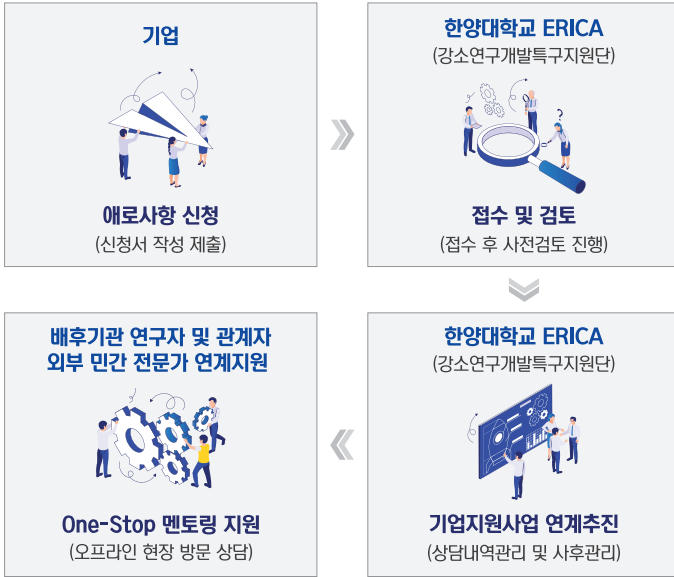 기업
애로사항 신청
(신청서 작성 제출)
한양대학교 ERICA
(강소연구개발특구지원단)
접수 및 검토
(접수 후 사전검토 진행)
한양대학교 ERICA
(강소연구개발특구지원단)
기업지원사업 연계추진
(상담내역관리 및 사후관리)
배후기관 연구자 및 관계자
외부 민간 전문가 연계지원
One-Stop 멘토링 지원
(오프라인 현장 방문 상담)